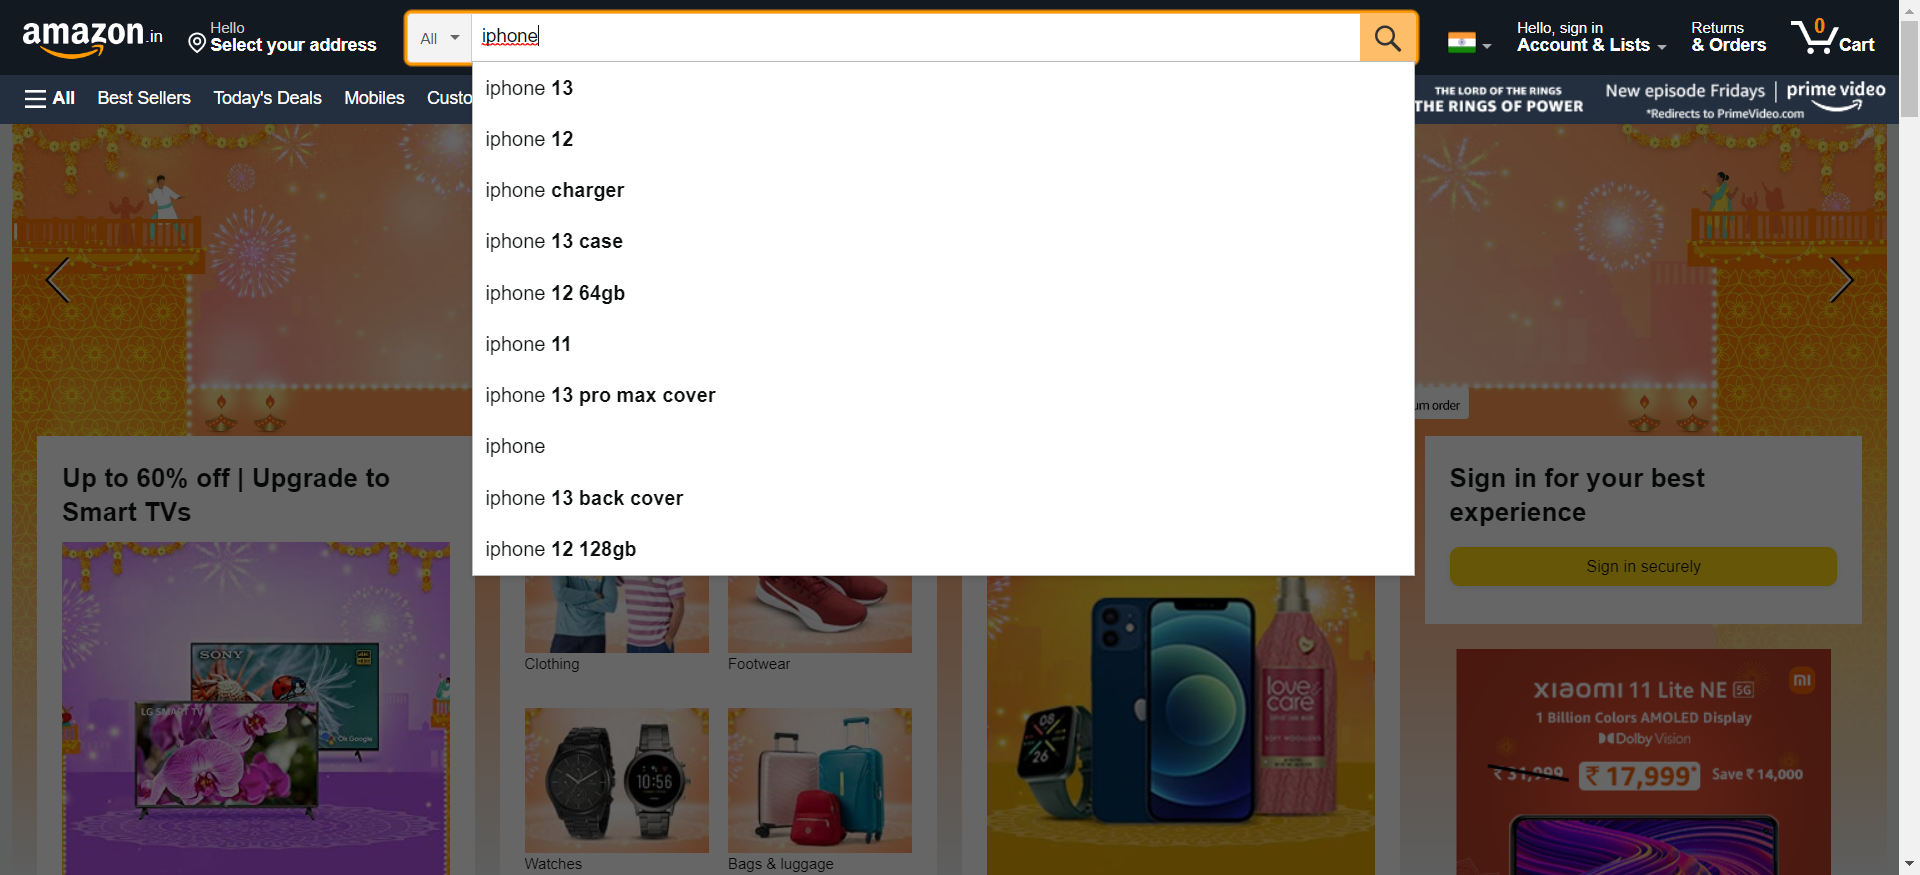 amazon.in
Hello
Select your address
All
iphone
Hello, sign in
Account & Lists
Returns
& Orders
0
Cart
All
Best Sellers
Today's Deals
Mobiles
Custo
THE LORD OF THE RINGS
THE RINGS OF POWER
New episode Fridays | prime video
*Redirects to PrimeVideo.com
iphone 13
iphone 12
iphone charger
iphone 13 case
iphone 12 64gb
iphone 11
iphone 13 pro max cover
iphone
iphone 13 back cover
iphone 12 128gb
um order
Up to 60% off | Upgrade to
Smart TVs
SONY
4K
HDR
LG SMART TV
Ok Google
Clothing
Footwear
Watches
10:56
Bags & luggage
08
26
love &
care
Sign in for your best
experience
Sign in securely
mi
XIAOMI 11 Lite NE 5G
1 Billion Colors AMOLED Display
Dolby Vision
₹ 31,999
₹ 17,999*
Save ₹ 14,000